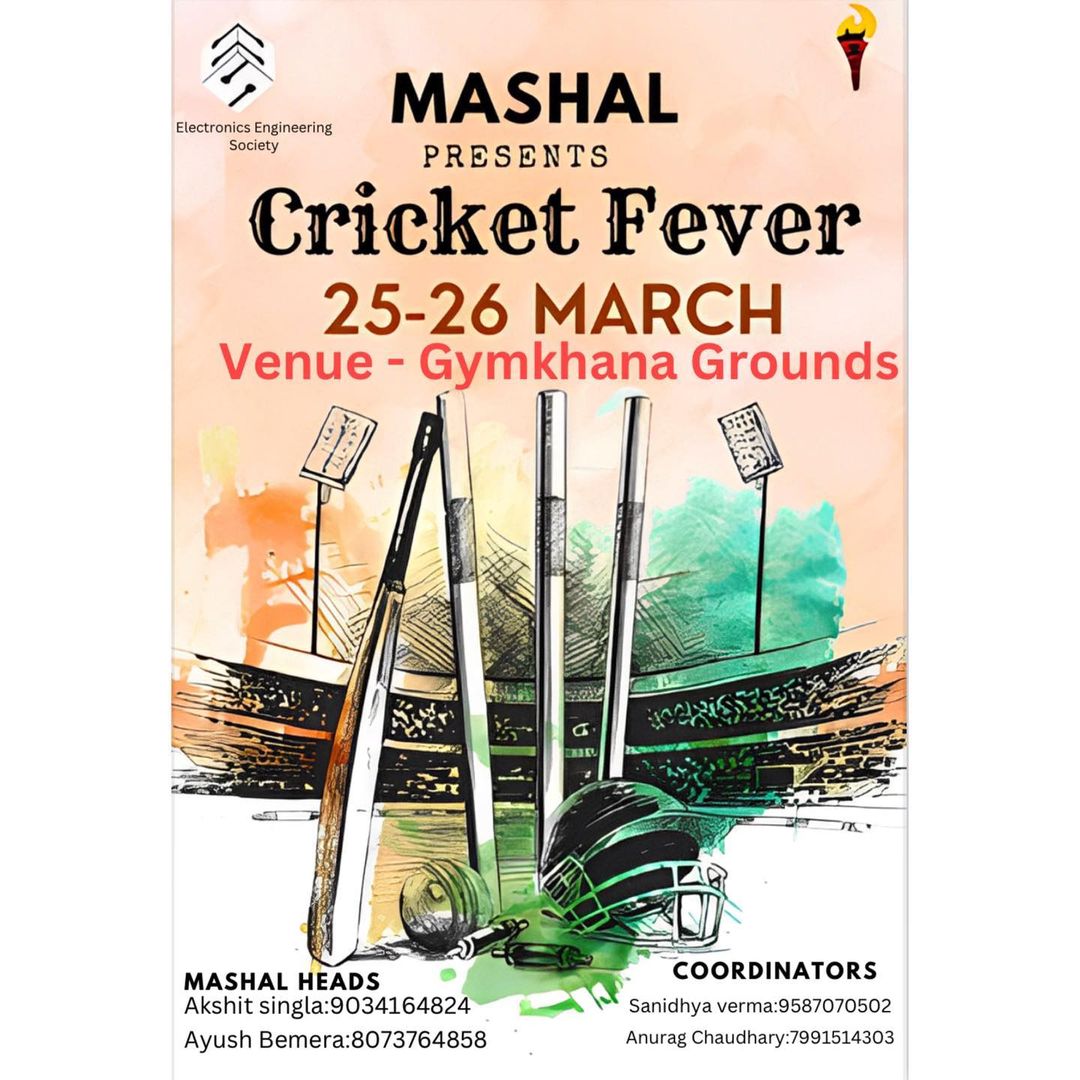 Electronics Engineering
Society
MASHAL
PRESENTS
Cricket Fever
25-26 MARCH
Venue - Gymkhana Grounds
MASHAL HEADS
Akshit singla:9034164824
Ayush Bemera:8073764858
COORDINATORS
Sanidhya verma:9587070502
Anurag Chaudhary:7991514303